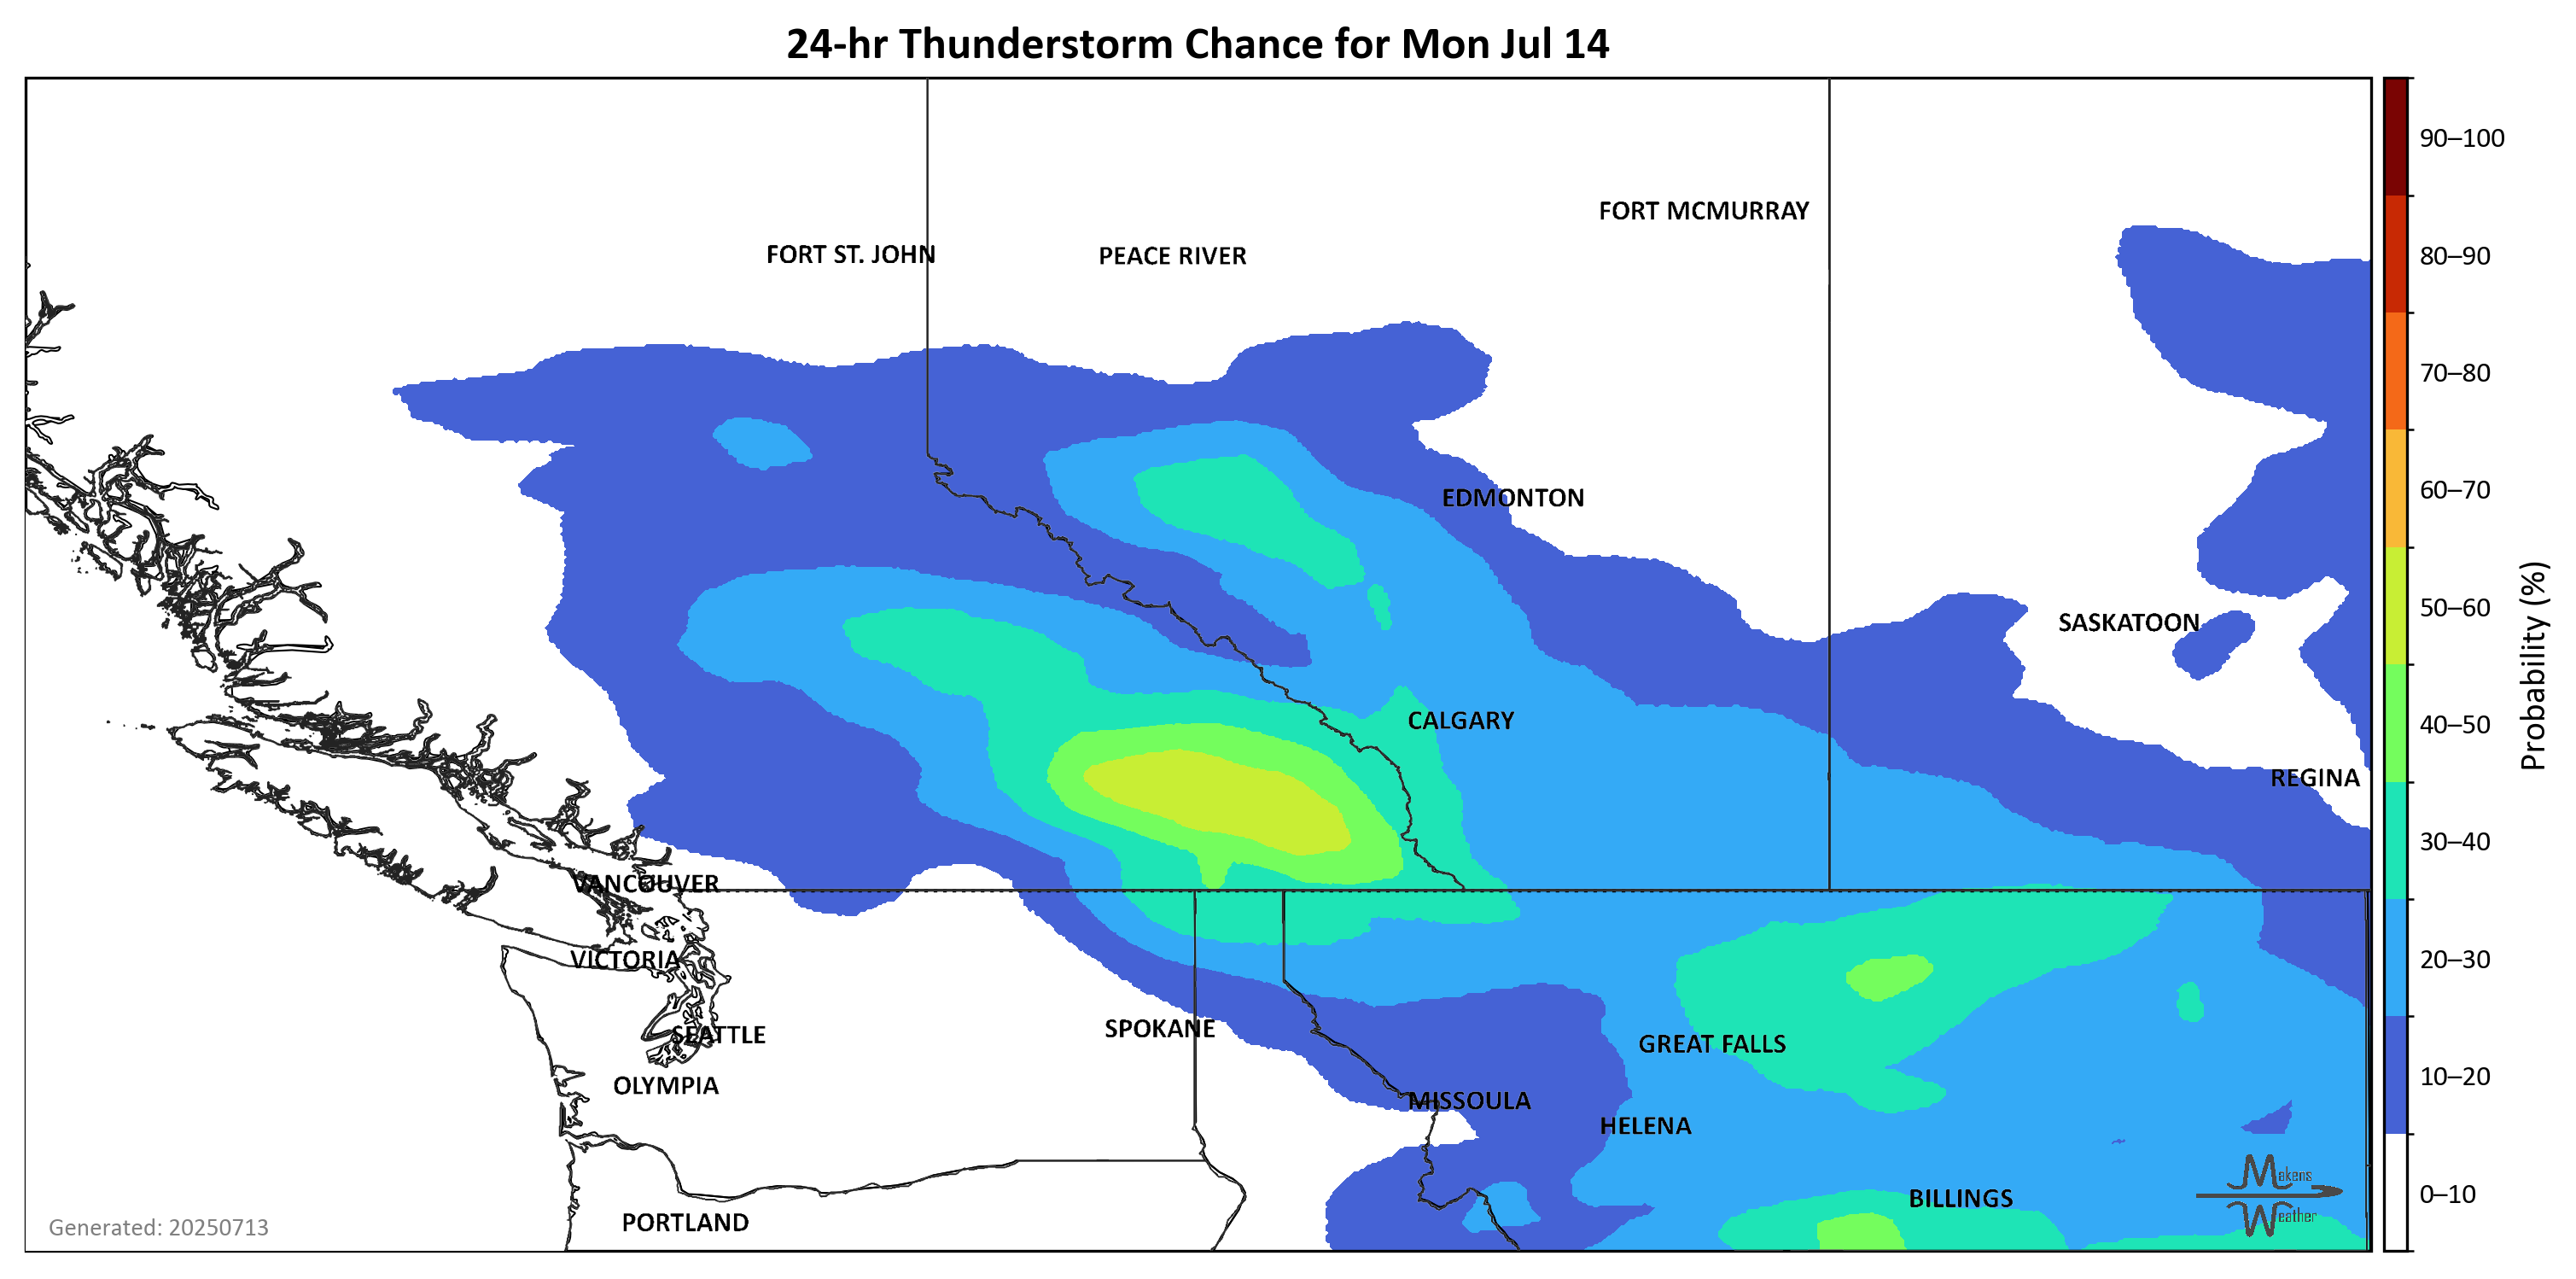 24-hr Thunderstorm Chance for Mon Jul 14
FORT MCMURRAY
FORT ST. JOHN
PEACE RIVER
EDMONTON
SASKATOON
CALGARY
REGINA
VANCOUVER
VICTORIA
SPOKANE
SEATTLE
GREAT FALLS
OLYMPIA
MISSOULA
HELENA
BILLINGS
PORTLAND
Makens
Weather
Generated: 20250713
90–100
80–90
70–80
60–70
50–60
40–50
30–40
20–30
10–20
0–10
Probability (%)